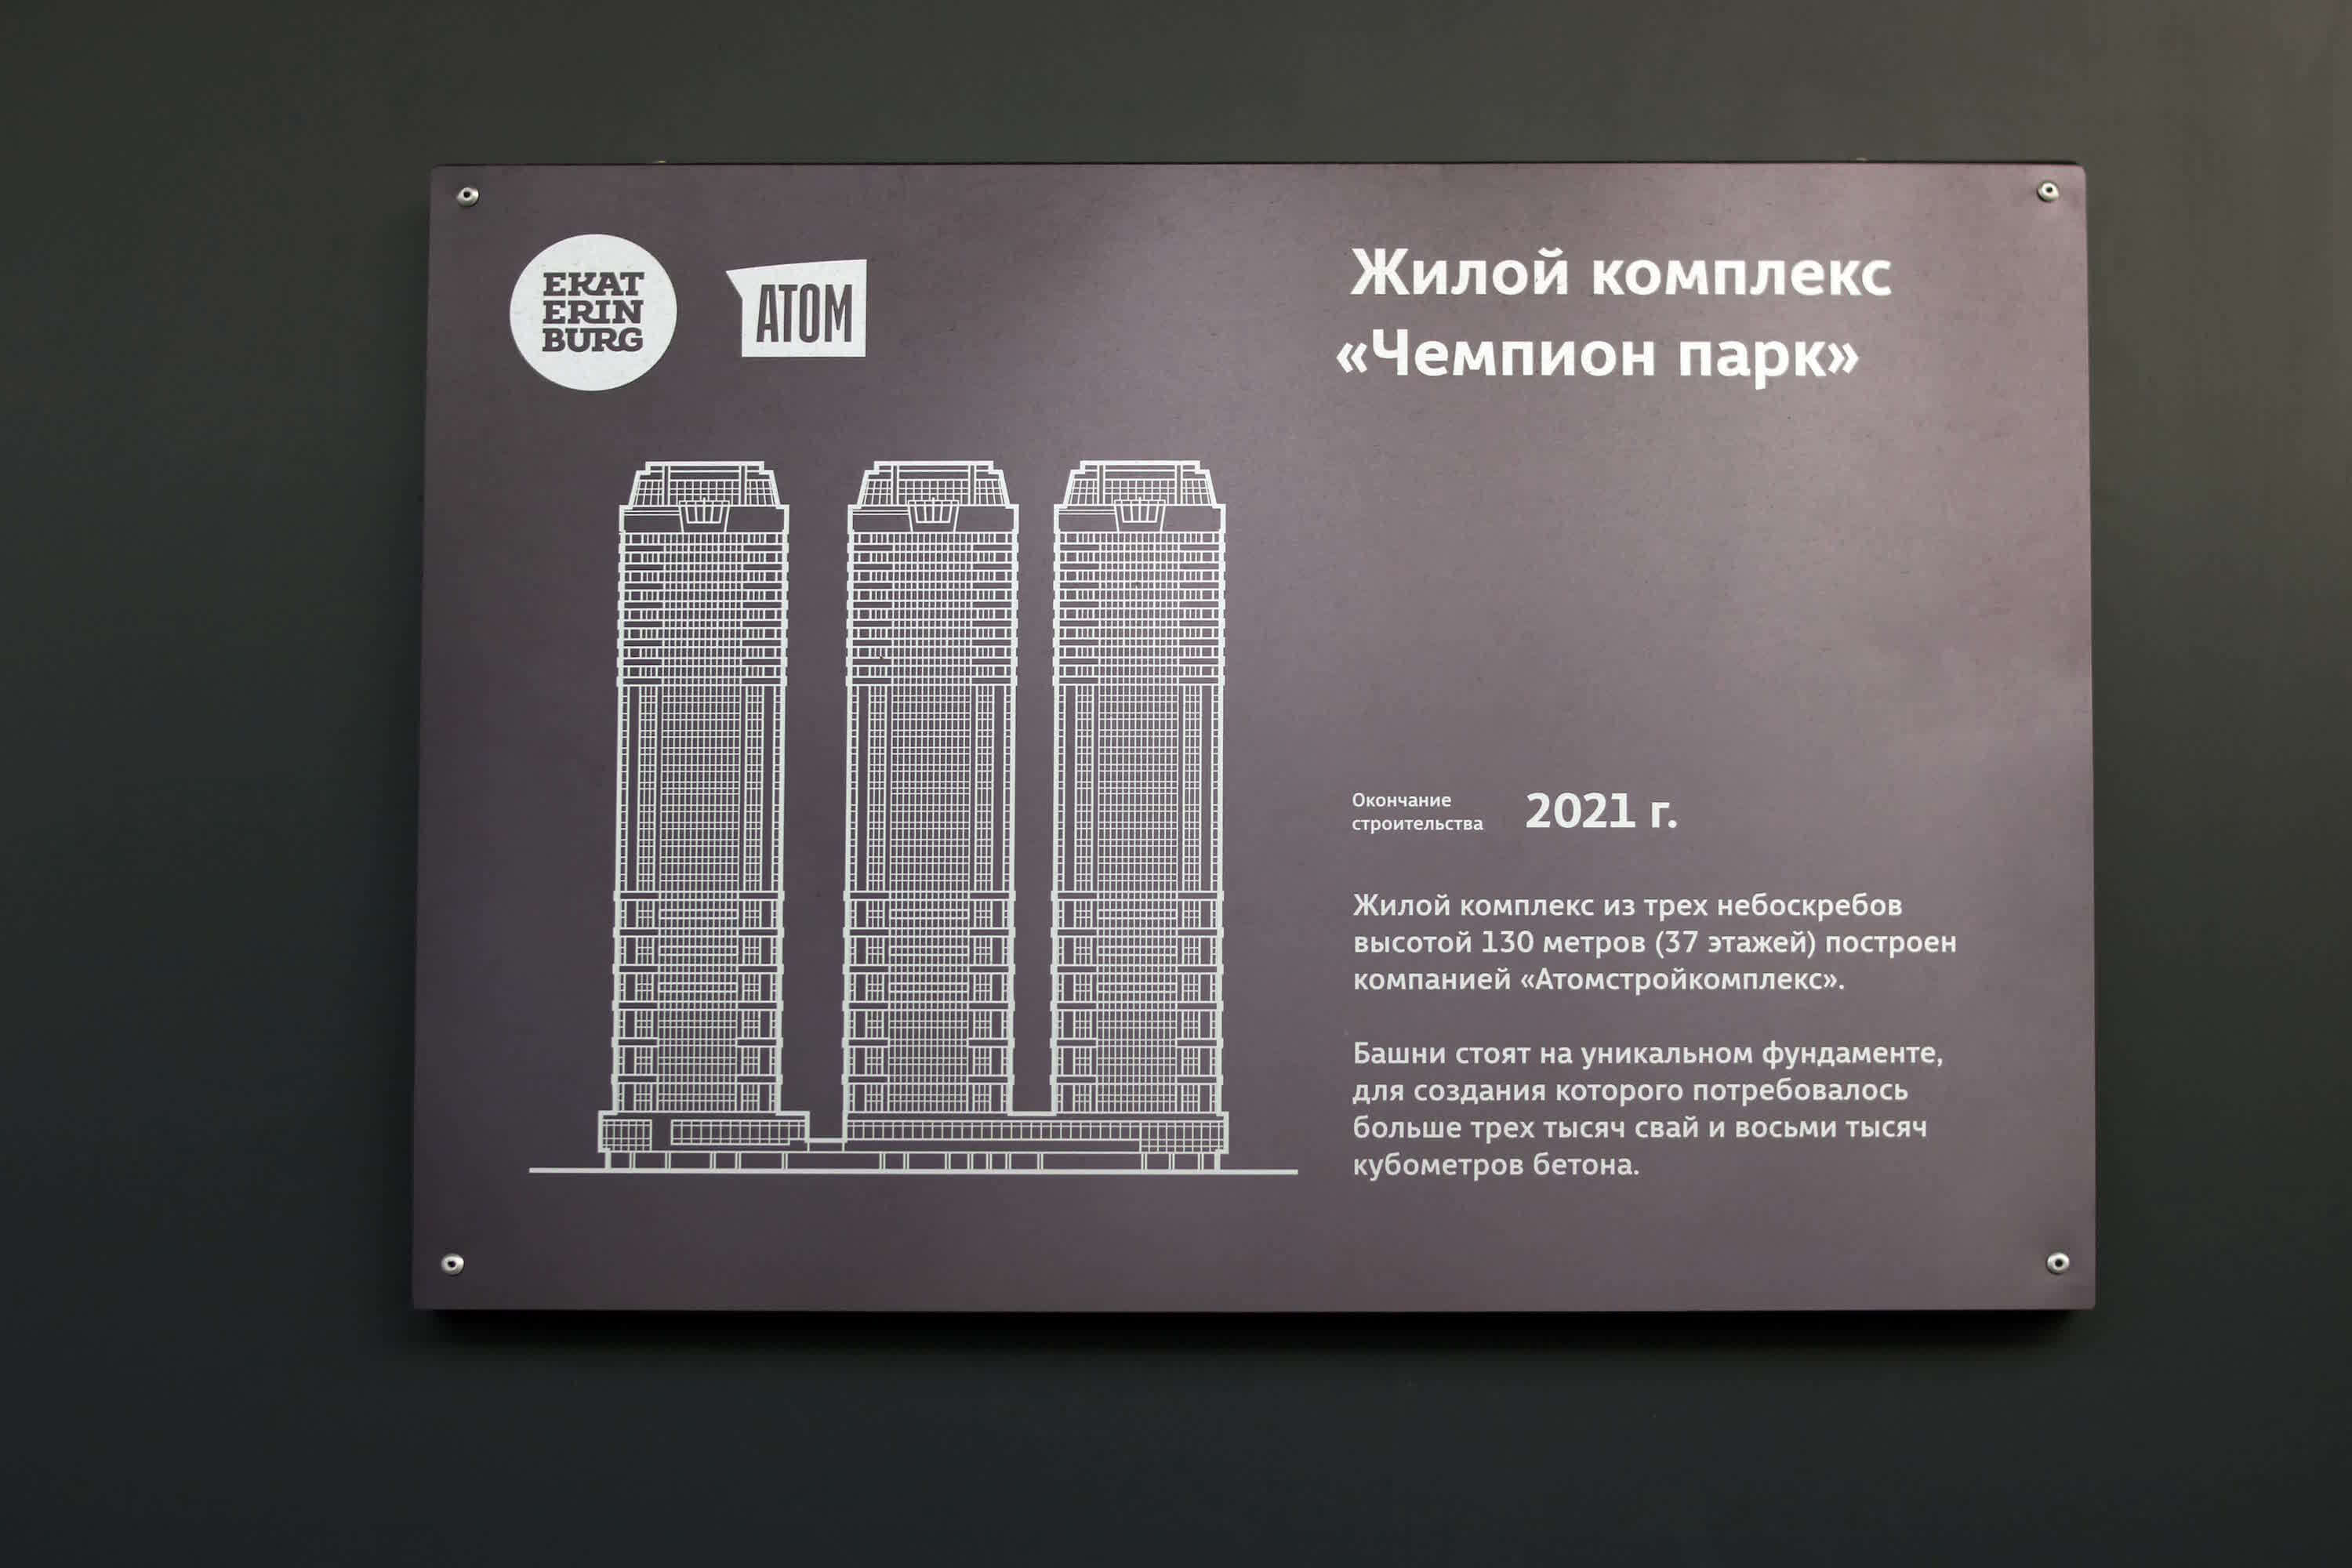 EKAT
ERIN
BURG
АТОМ
Жилой комплекс
«Чемпион парк»
Окончание
строительства
2021 г.
Жилой комплекс из трех небоскребов
высотой 130 метров (37 этажей) построен
компанией «Атомстройкомплекс».
Башни стоят на уникальном фундаменте,
для создания которого потребовалось
больше трех тысяч свай и восьми тысяч
кубометров бетона.